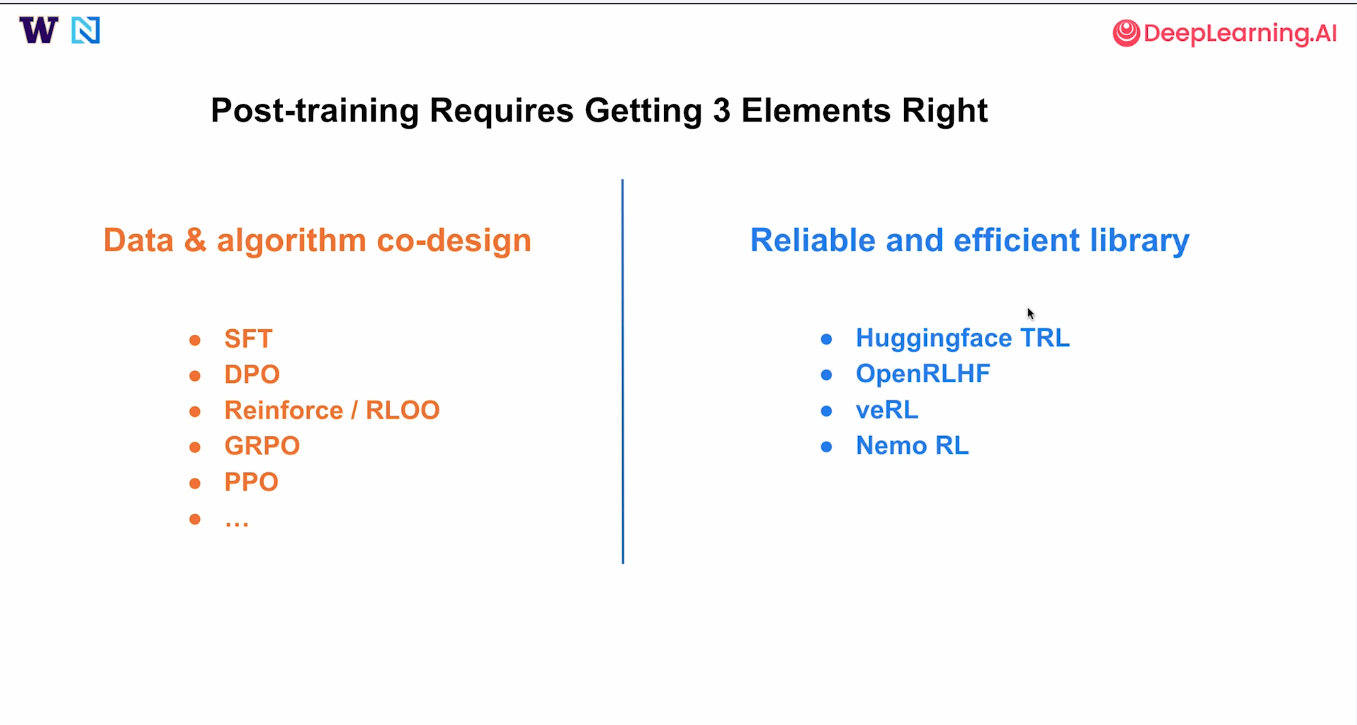 W N
DeepLearning.AI
Post-training Requires Getting 3 Elements Right
Data & algorithm co-design
• SFT
• DPO
• Reinforce / RLOO
• GRPO
• PPO
• ...
Reliable and efficient library
• Huggingface TRL
• OpenRLHF
• veRL
• Nemo RL